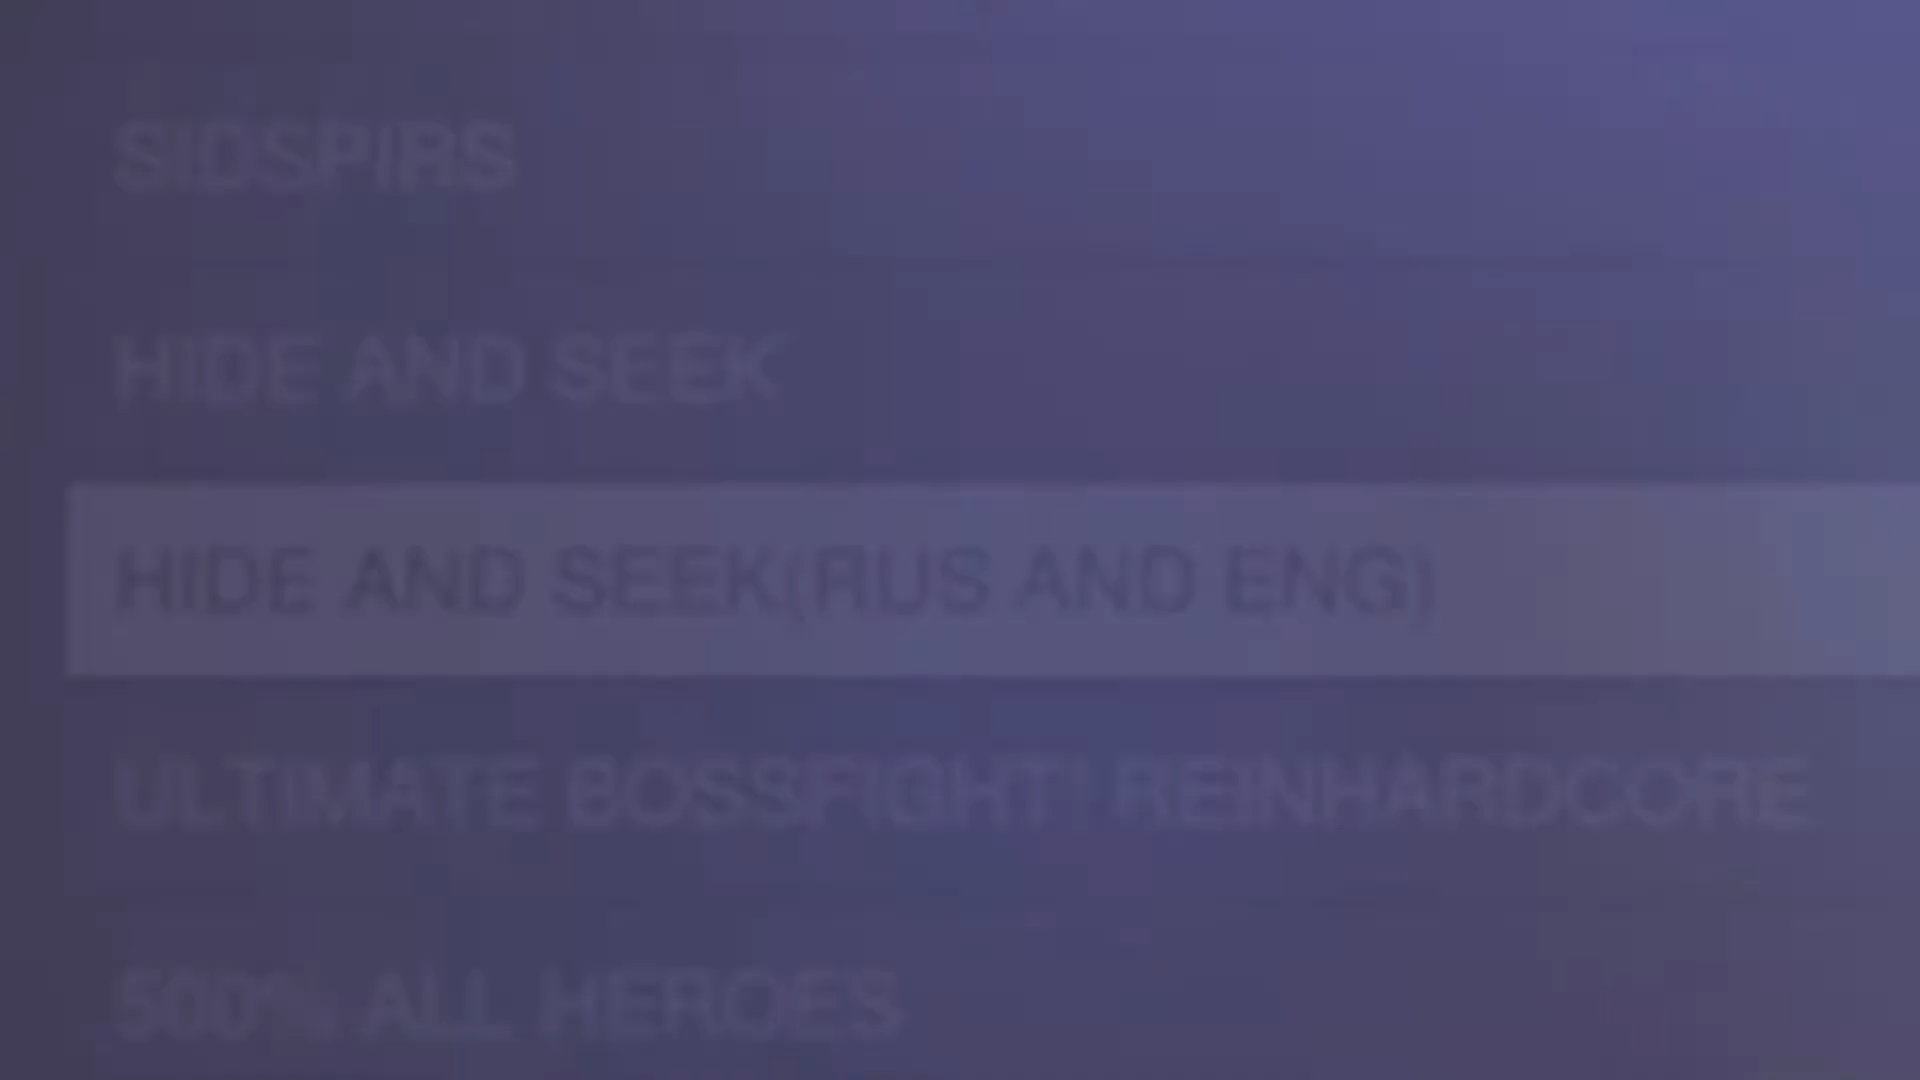 SIDSPIRS
HIDE AND SEEK
HIDE AND SEEK(RUS AND ENG)
ULTIMATE BOSSFIGHT! REINHARDCORE
500% ALL HEROES